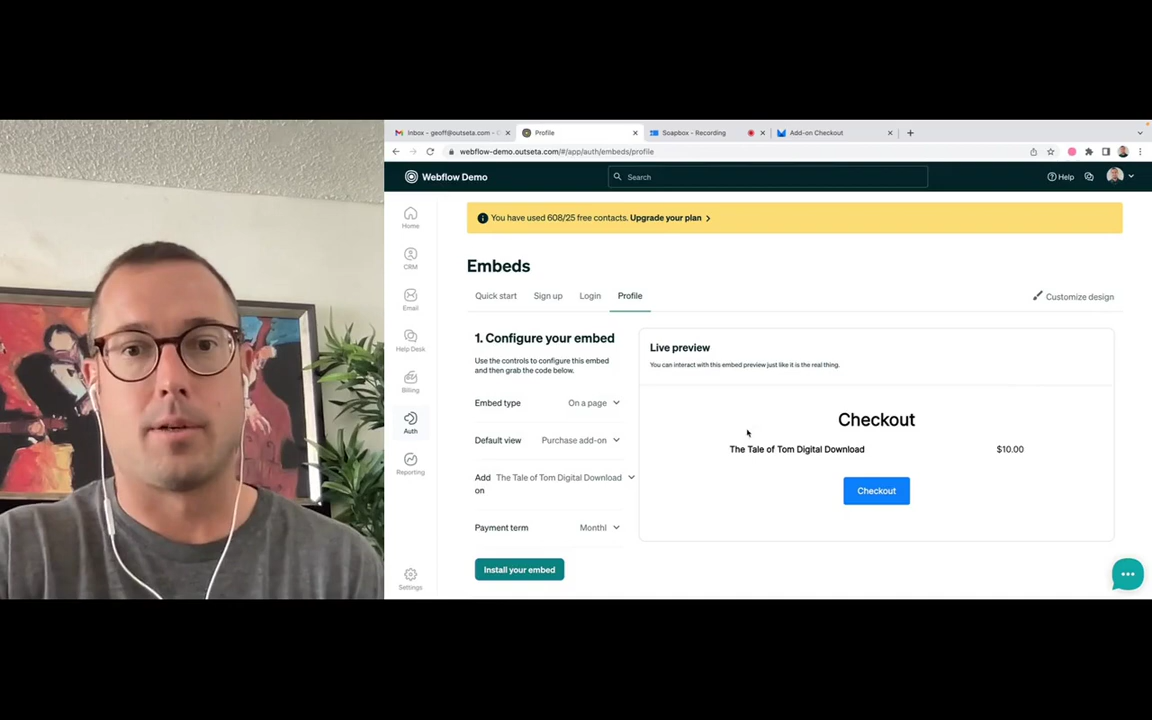 Inbox - geoff@outseta.com -
Profile
Soapbox - Recording
Add-on Checkout
webflow-demo.outseta.com/#/app/auth/embeds/profile
Webflow Demo
Search
Help
Home
CRM
Email
Help Desk
Billing
Auth
Reporting
Settings
You have used 608/25 free contacts. Upgrade your plan
Embeds
Quick start
Sign up
Login
Profile
Customize design
1. Configure your embed
Use the controls to configure this embed
and then grab the code below.
Embed type On a page
Default view Purchase add-on
Add The Tale of Tom Digital Download
on
Payment term Monthl
Install your embed
Live preview
You can interact with this embed preview just like it is the real thing.
Checkout
The Tale of Tom Digital Download $10.00
Checkout